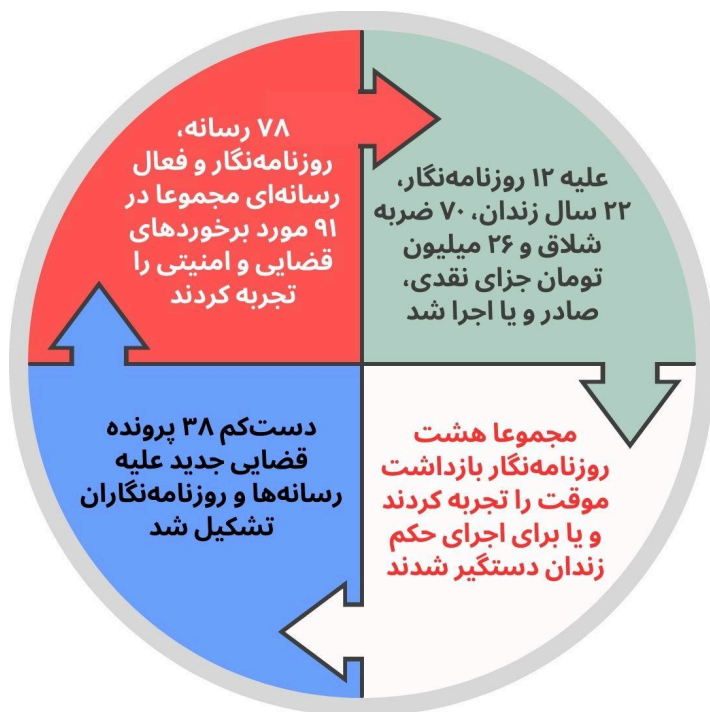 ۷۸ رسانه،
روزنامه‌نگار و فعال
رسانه‌ای مجموعا در
۹۱ مورد برخوردهای
قضایی و امنیتی را
تجربه کردند
علیه ۱۲ روزنامه‌نگار،
۲۲ سال زندان، ۷۰ ضربه
شلاق و ۲۶ میلیون
تومان جزای نقدی،
صادر و یا اجرا شد
مجموعا هشت
روزنامه‌نگار بازداشت
موقت را تجربه کردند
و یا برای اجرای حکم
زندان دستگیر شدند
دست‌کم ۳۸ پرونده
قضایی جدید علیه
رسانه‌ها و روزنامه‌نگاران
تشکیل شد